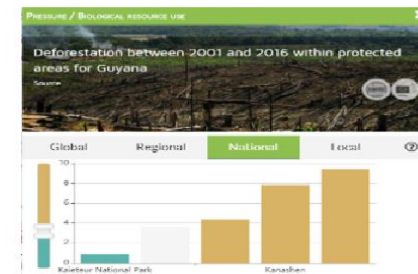 PRESSURE / BIOLOGICAL RESOURCE USE
Deforestation between 2001 and 2016 within protected
areas for Guyana
Source
Global Regional National Local
10
8
6
4
2
0
Kaieteur National Park Kanashen